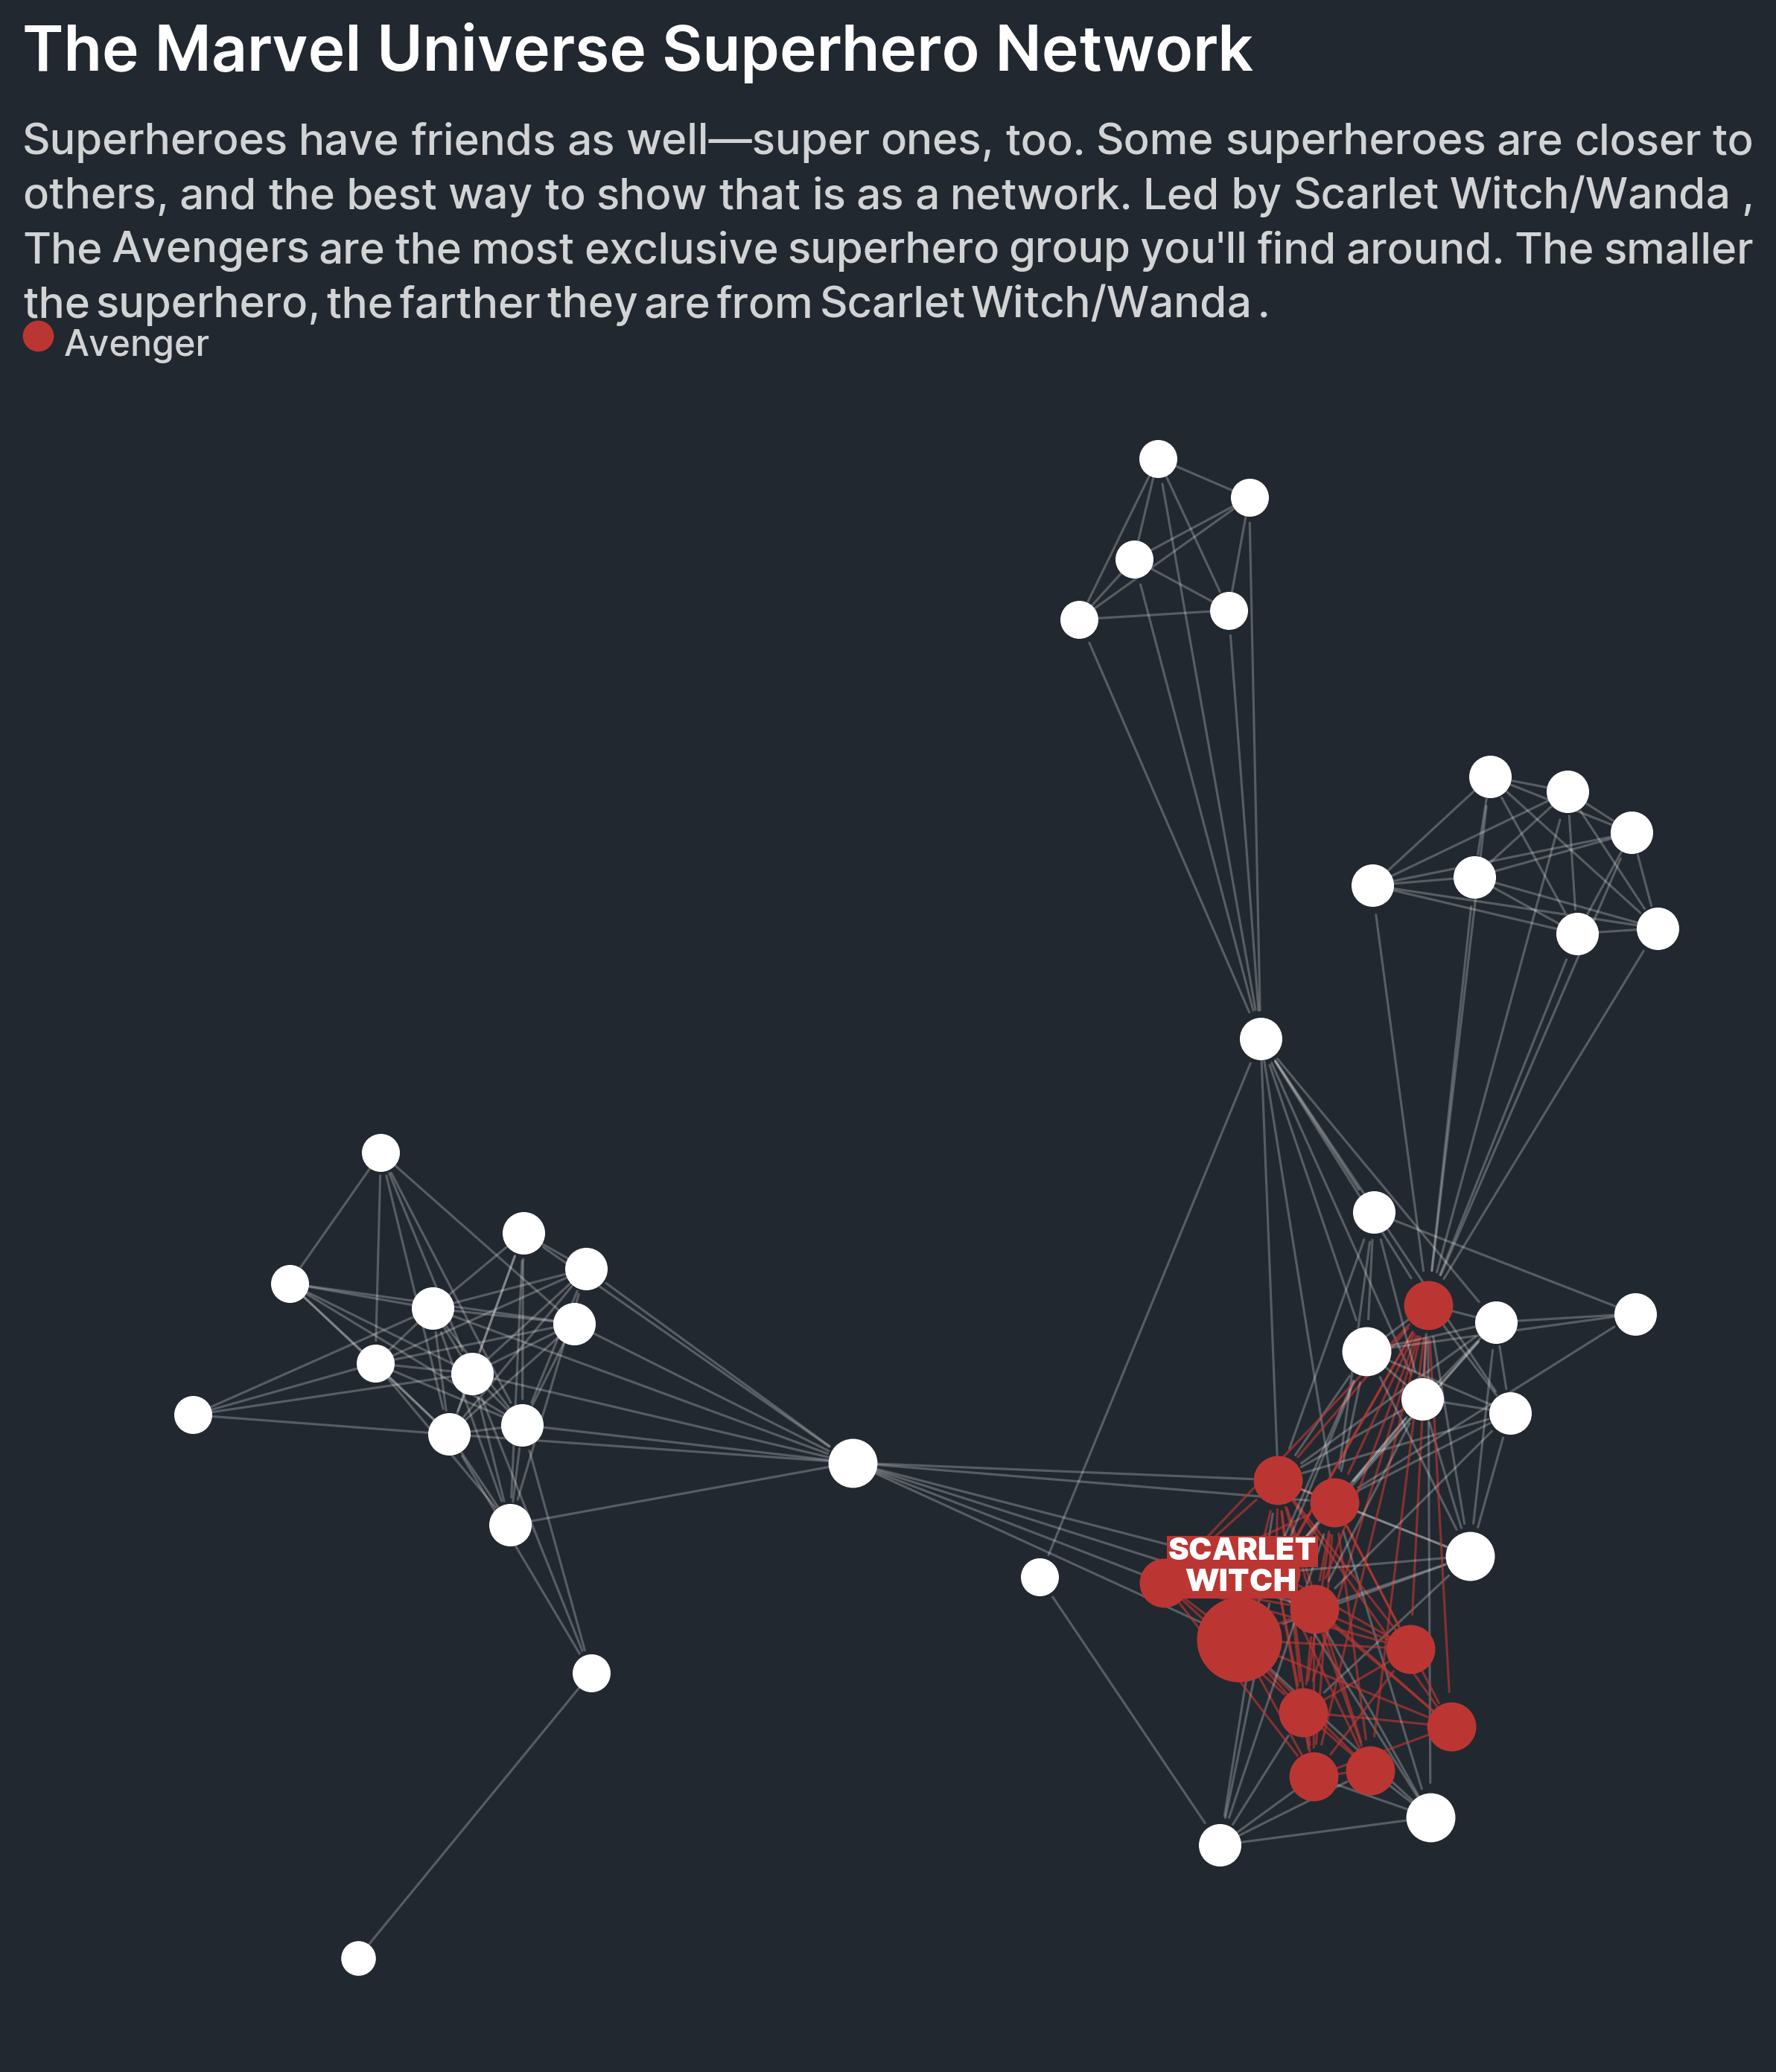 The Marvel Universe Superhero Network
Superheroes have friends as well—super ones, too. Some superheroes are closer to
others, and the best way to show that is as a network. Led by Scarlet Witch/Wanda ,
The Avengers are the most exclusive superhero group you'll find around. The smaller
the superhero, the farther they are from Scarlet Witch/Wanda .
Avenger
SCARLET
WITCH